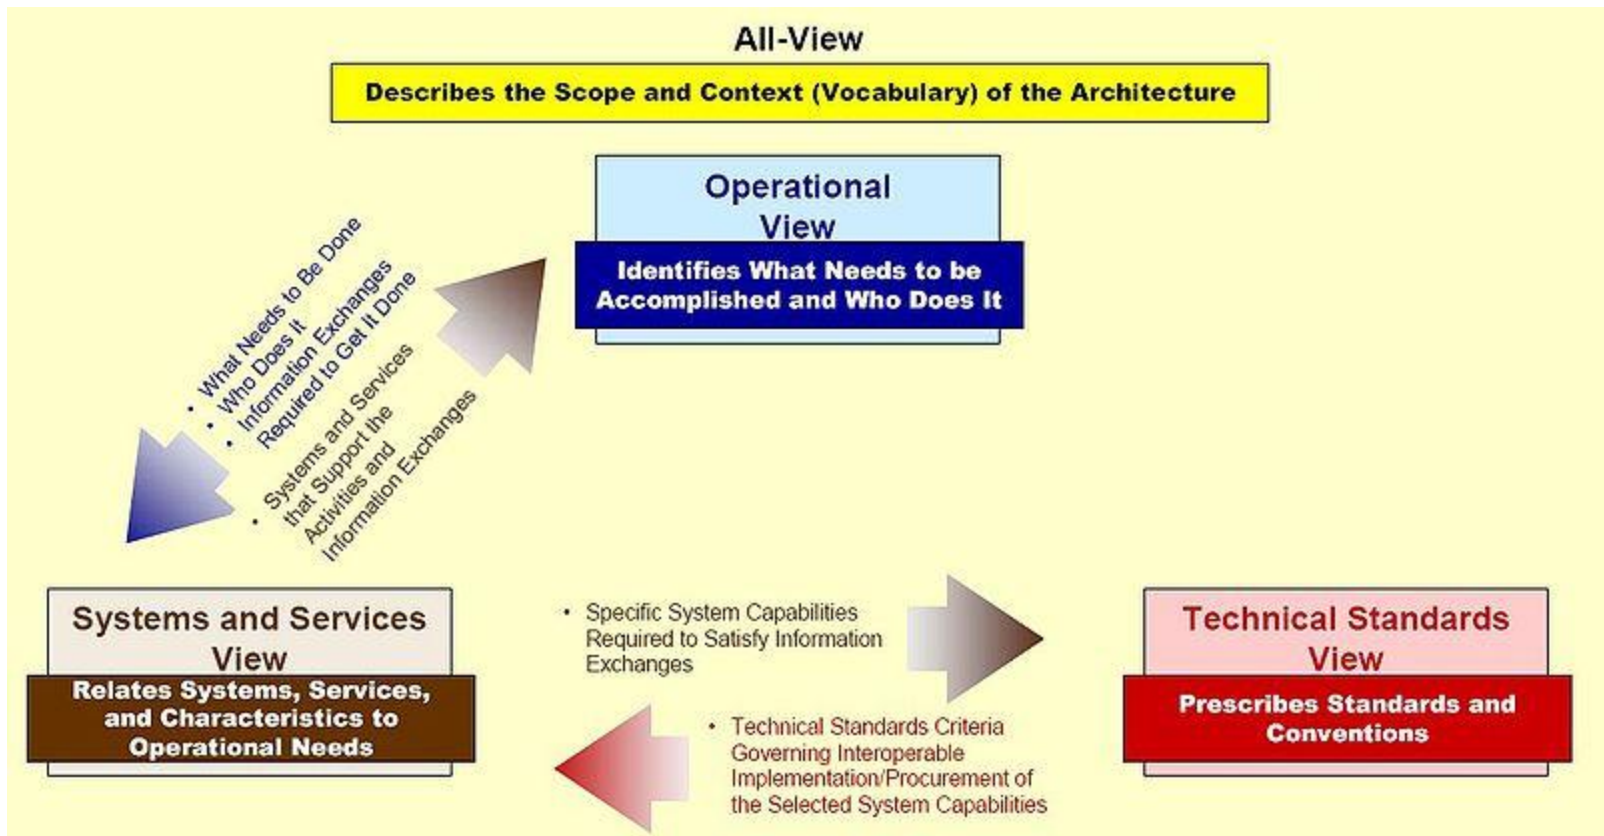 All-View
Describes the Scope and Context (Vocabulary) of the Architecture
Operational
View
Identifies What Needs to be
Accomplished and Who Does It
• What Needs to Be Done
• Who Does It
• Information Exchanges
Required to Get It Done
• Systems and Services
that Support the
Activities and
Information Exchanges
Systems and Services
View
Relates Systems, Services,
and Characteristics to
Operational Needs
• Specific System Capabilities
Required to Satisfy Information
Exchanges
• Technical Standards Criteria
Governing Interoperable
Implementation/Procurement of
the Selected System Capabilities
Technical Standards
View
Prescribes Standards and
Conventions